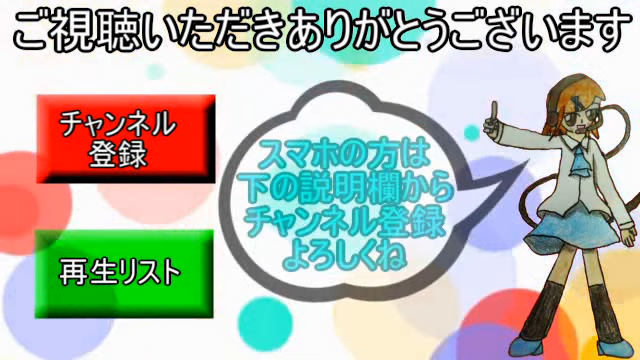 ご視聴いただきありがとうございます
チャンネル
登録
スマホの方は
下の説明欄から
チャンネル登録
よろしくね
再生リスト